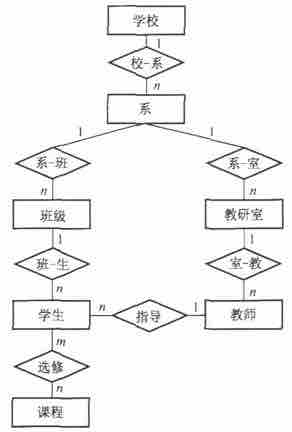 学校
1
校-系
n
系
1 1
系-班 系-室
n n
班级 教研室
1 1
班-生 室-教
n n
学生 n 指导 1 教师
m
选修
n
课程